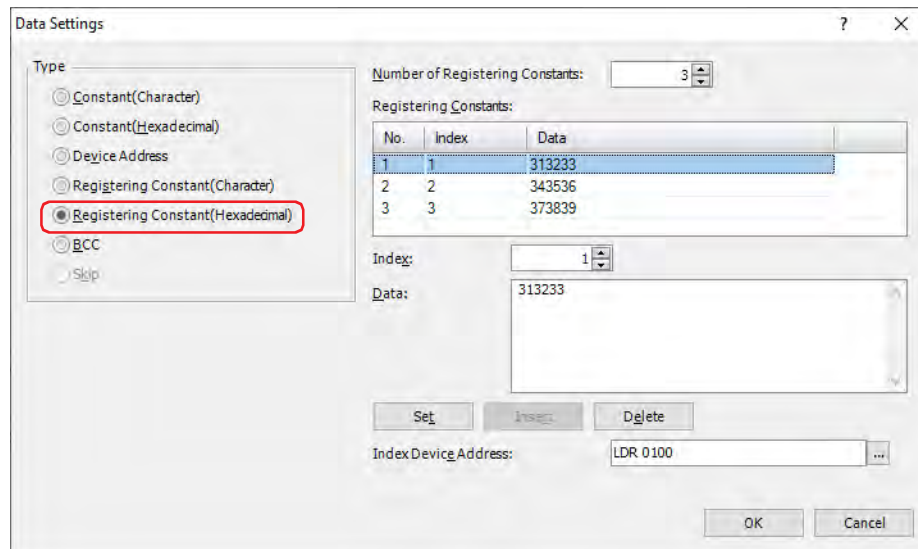 Data Settings
? X
Type
Constant(Character)
Constant(Hexadecimal)
Device Address
Registering Constant(Character)
Registering Constant(Hexadecimal)
BCC
Skip
Number of Registering Constants: 3
Registering Constants:
No. Index Data
1 1 313233
2 2 343536
3 3 373839
Index: 1
Data: 313233
Set Insert Delete
Index Device Address: LDR 0100 ...
OK Cancel